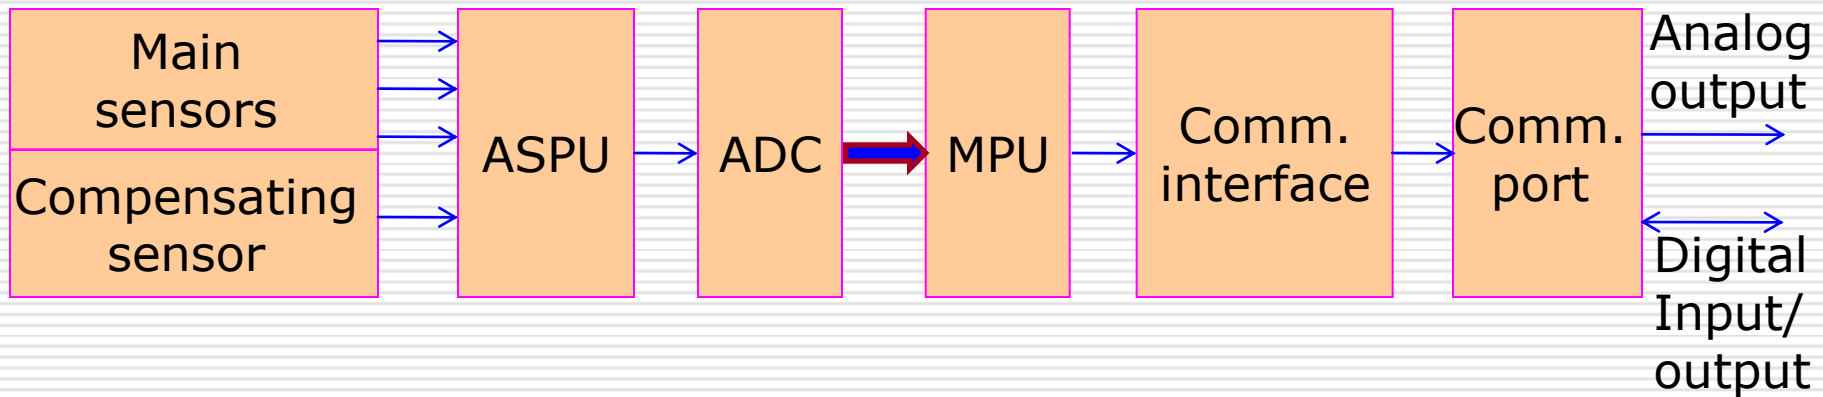 Main
sensors
Compensating
sensor
ASPU
ADC
MPU
Comm.
interface
Comm.
port
Analog
output
Digital
Input/
output